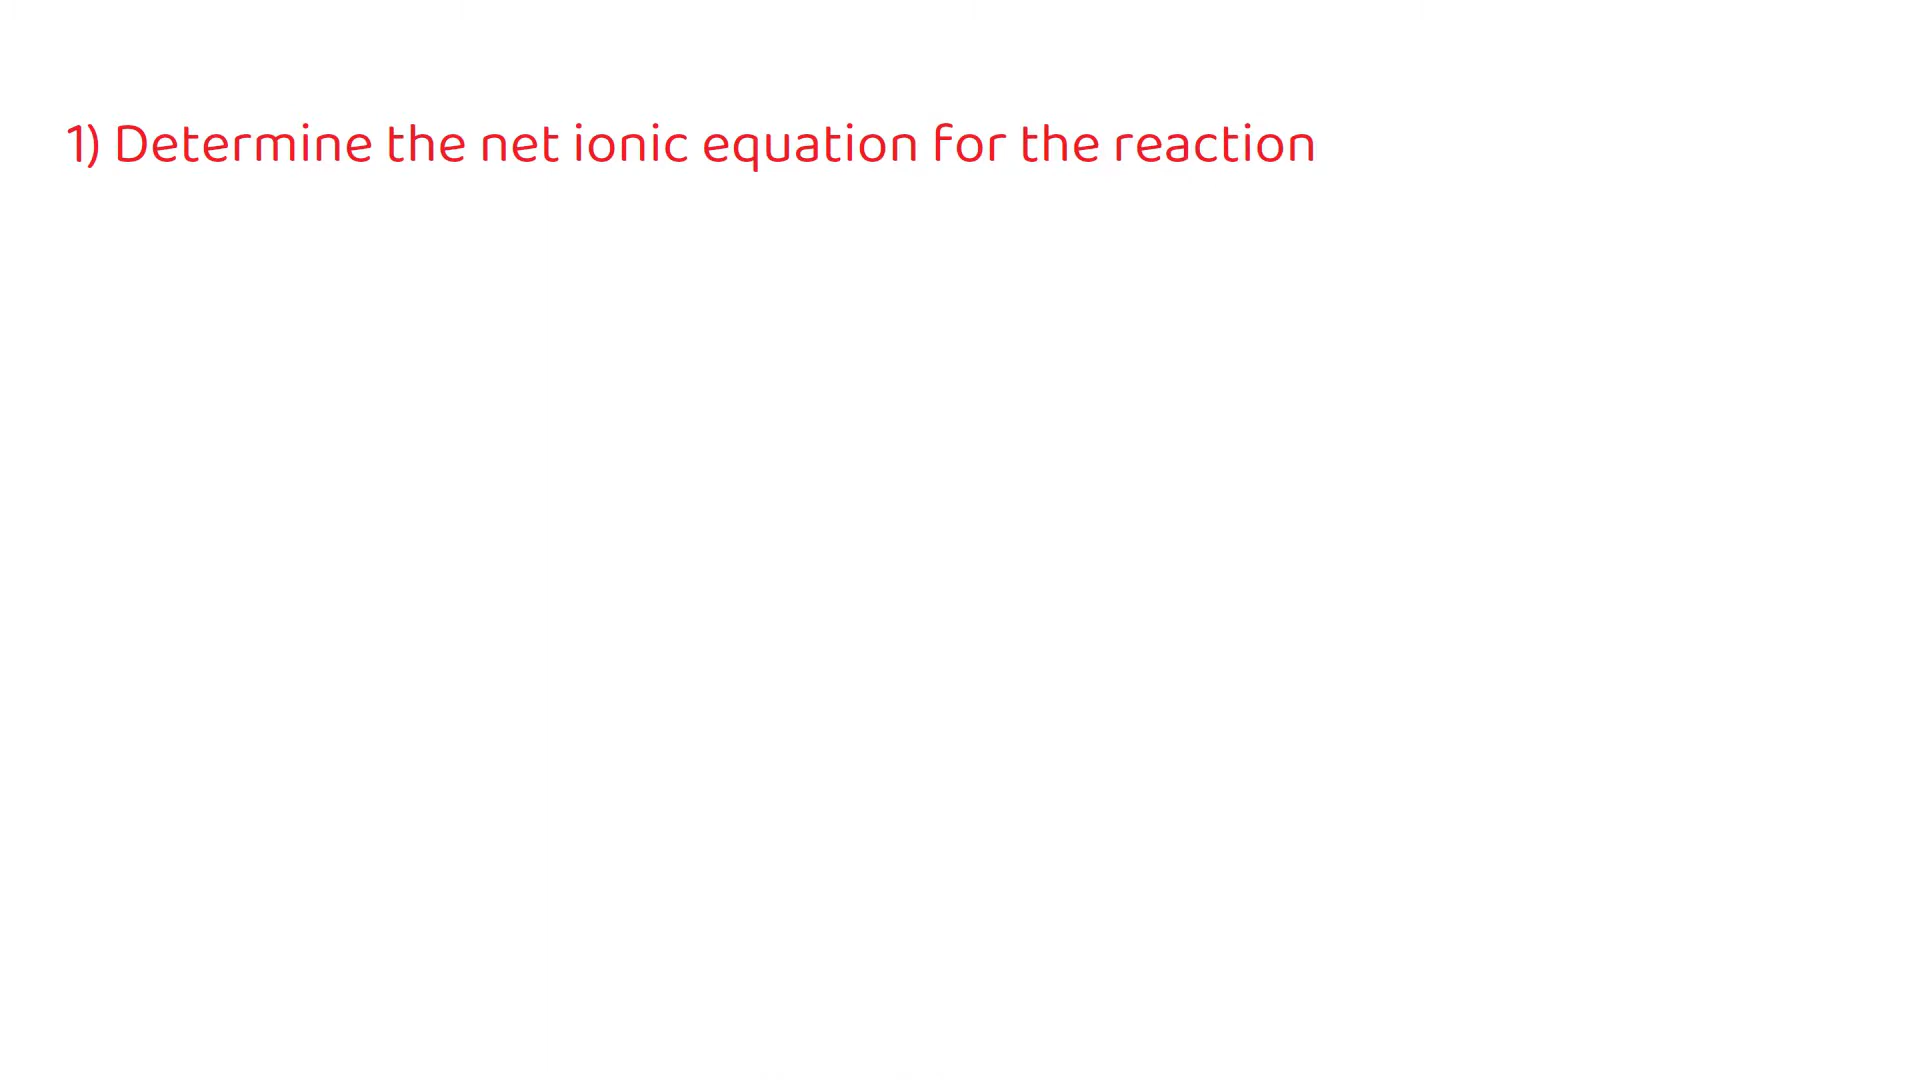 1) Determine the net ionic equation for the reaction